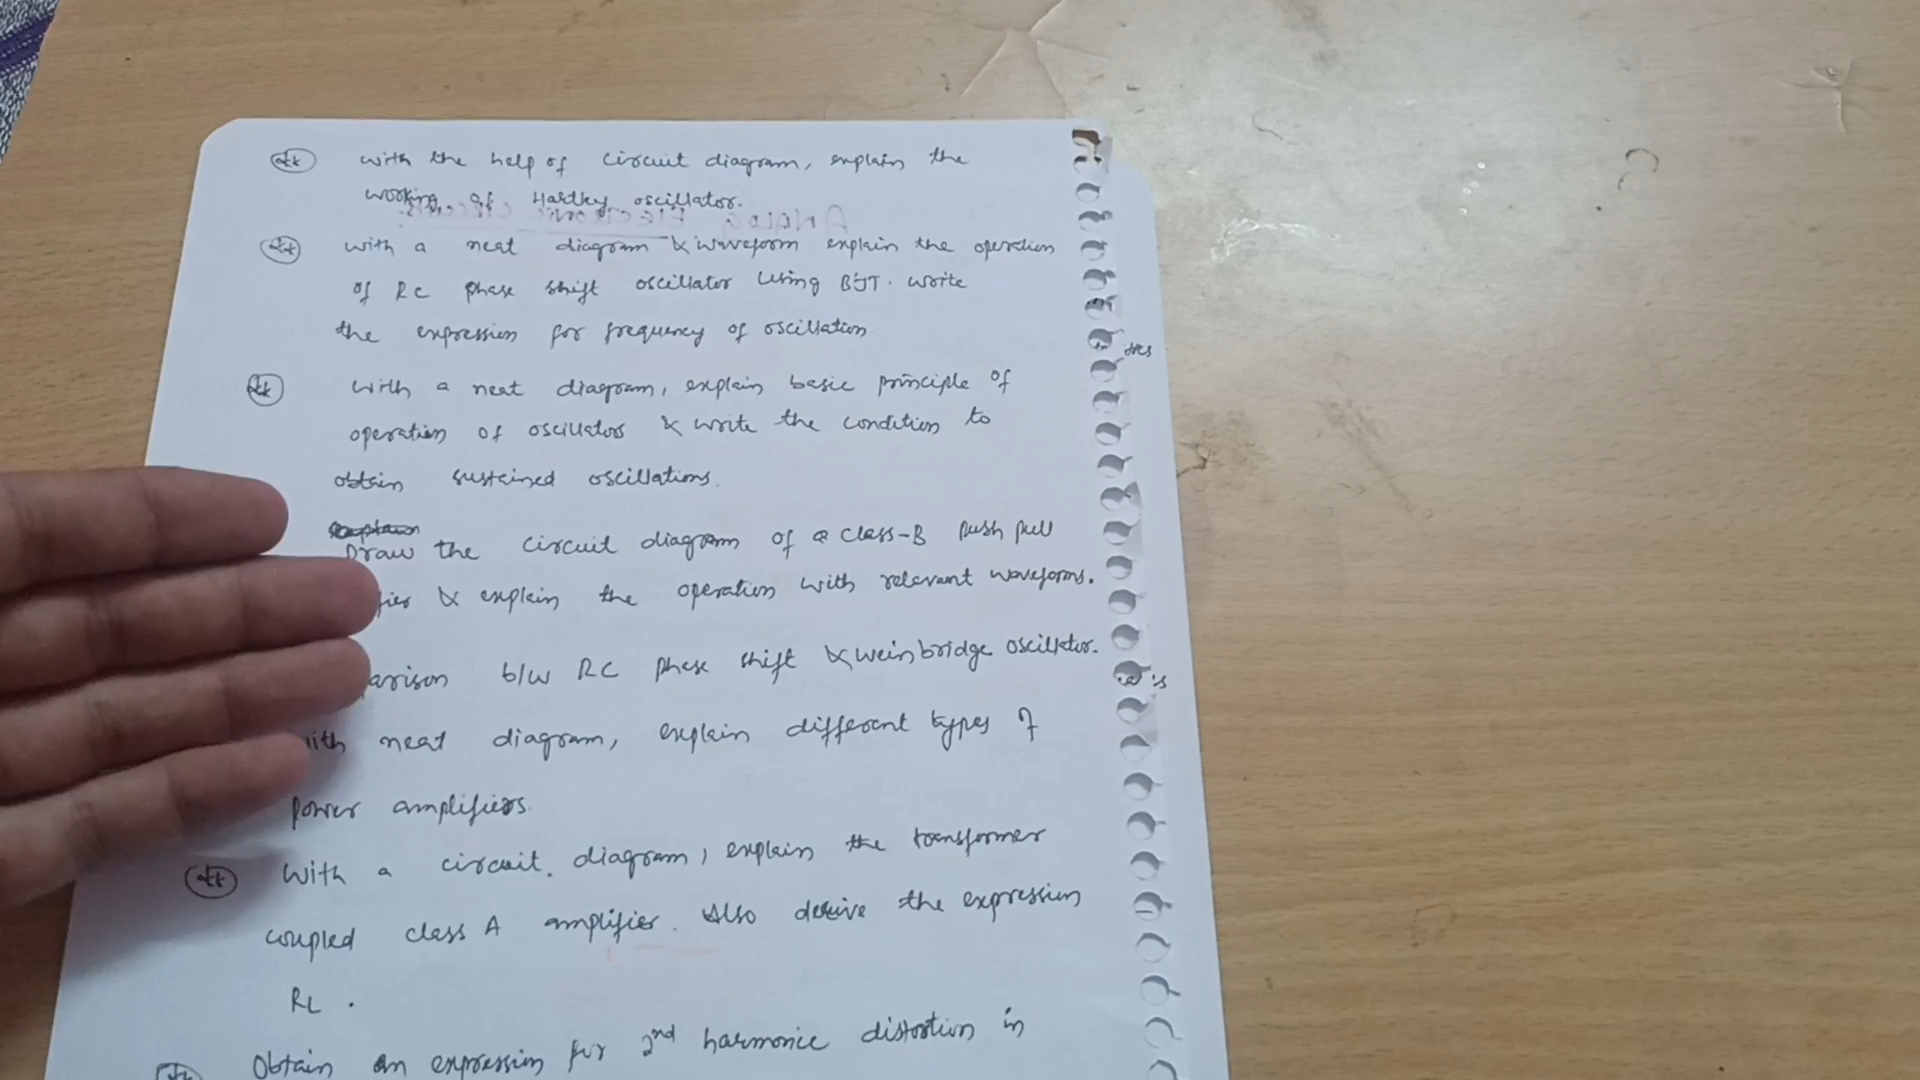 with the help of circuit diagram, explain the
working of Hartley oscillator.
with a neat diagram & waveform explain the operation
of RC phase shift oscillator using BJT. write
the expression for frequency of oscillation
with a neat diagram, explain basic principle of
operation of oscillators & write the condition to
obtain sustained oscillations.
Draw the circuit diagram of a class-B push pull
fier & explain the operation with relevant waveforms.
parison b/w RC phase shift & weinbridge oscillator.
with neat diagram, explain different types of
power amplifiers.
With a circuit diagram, explain the transformer
coupled class A amplifier. Also derive the expression
RL.
Obtain an expression for 2nd harmonic distortion in